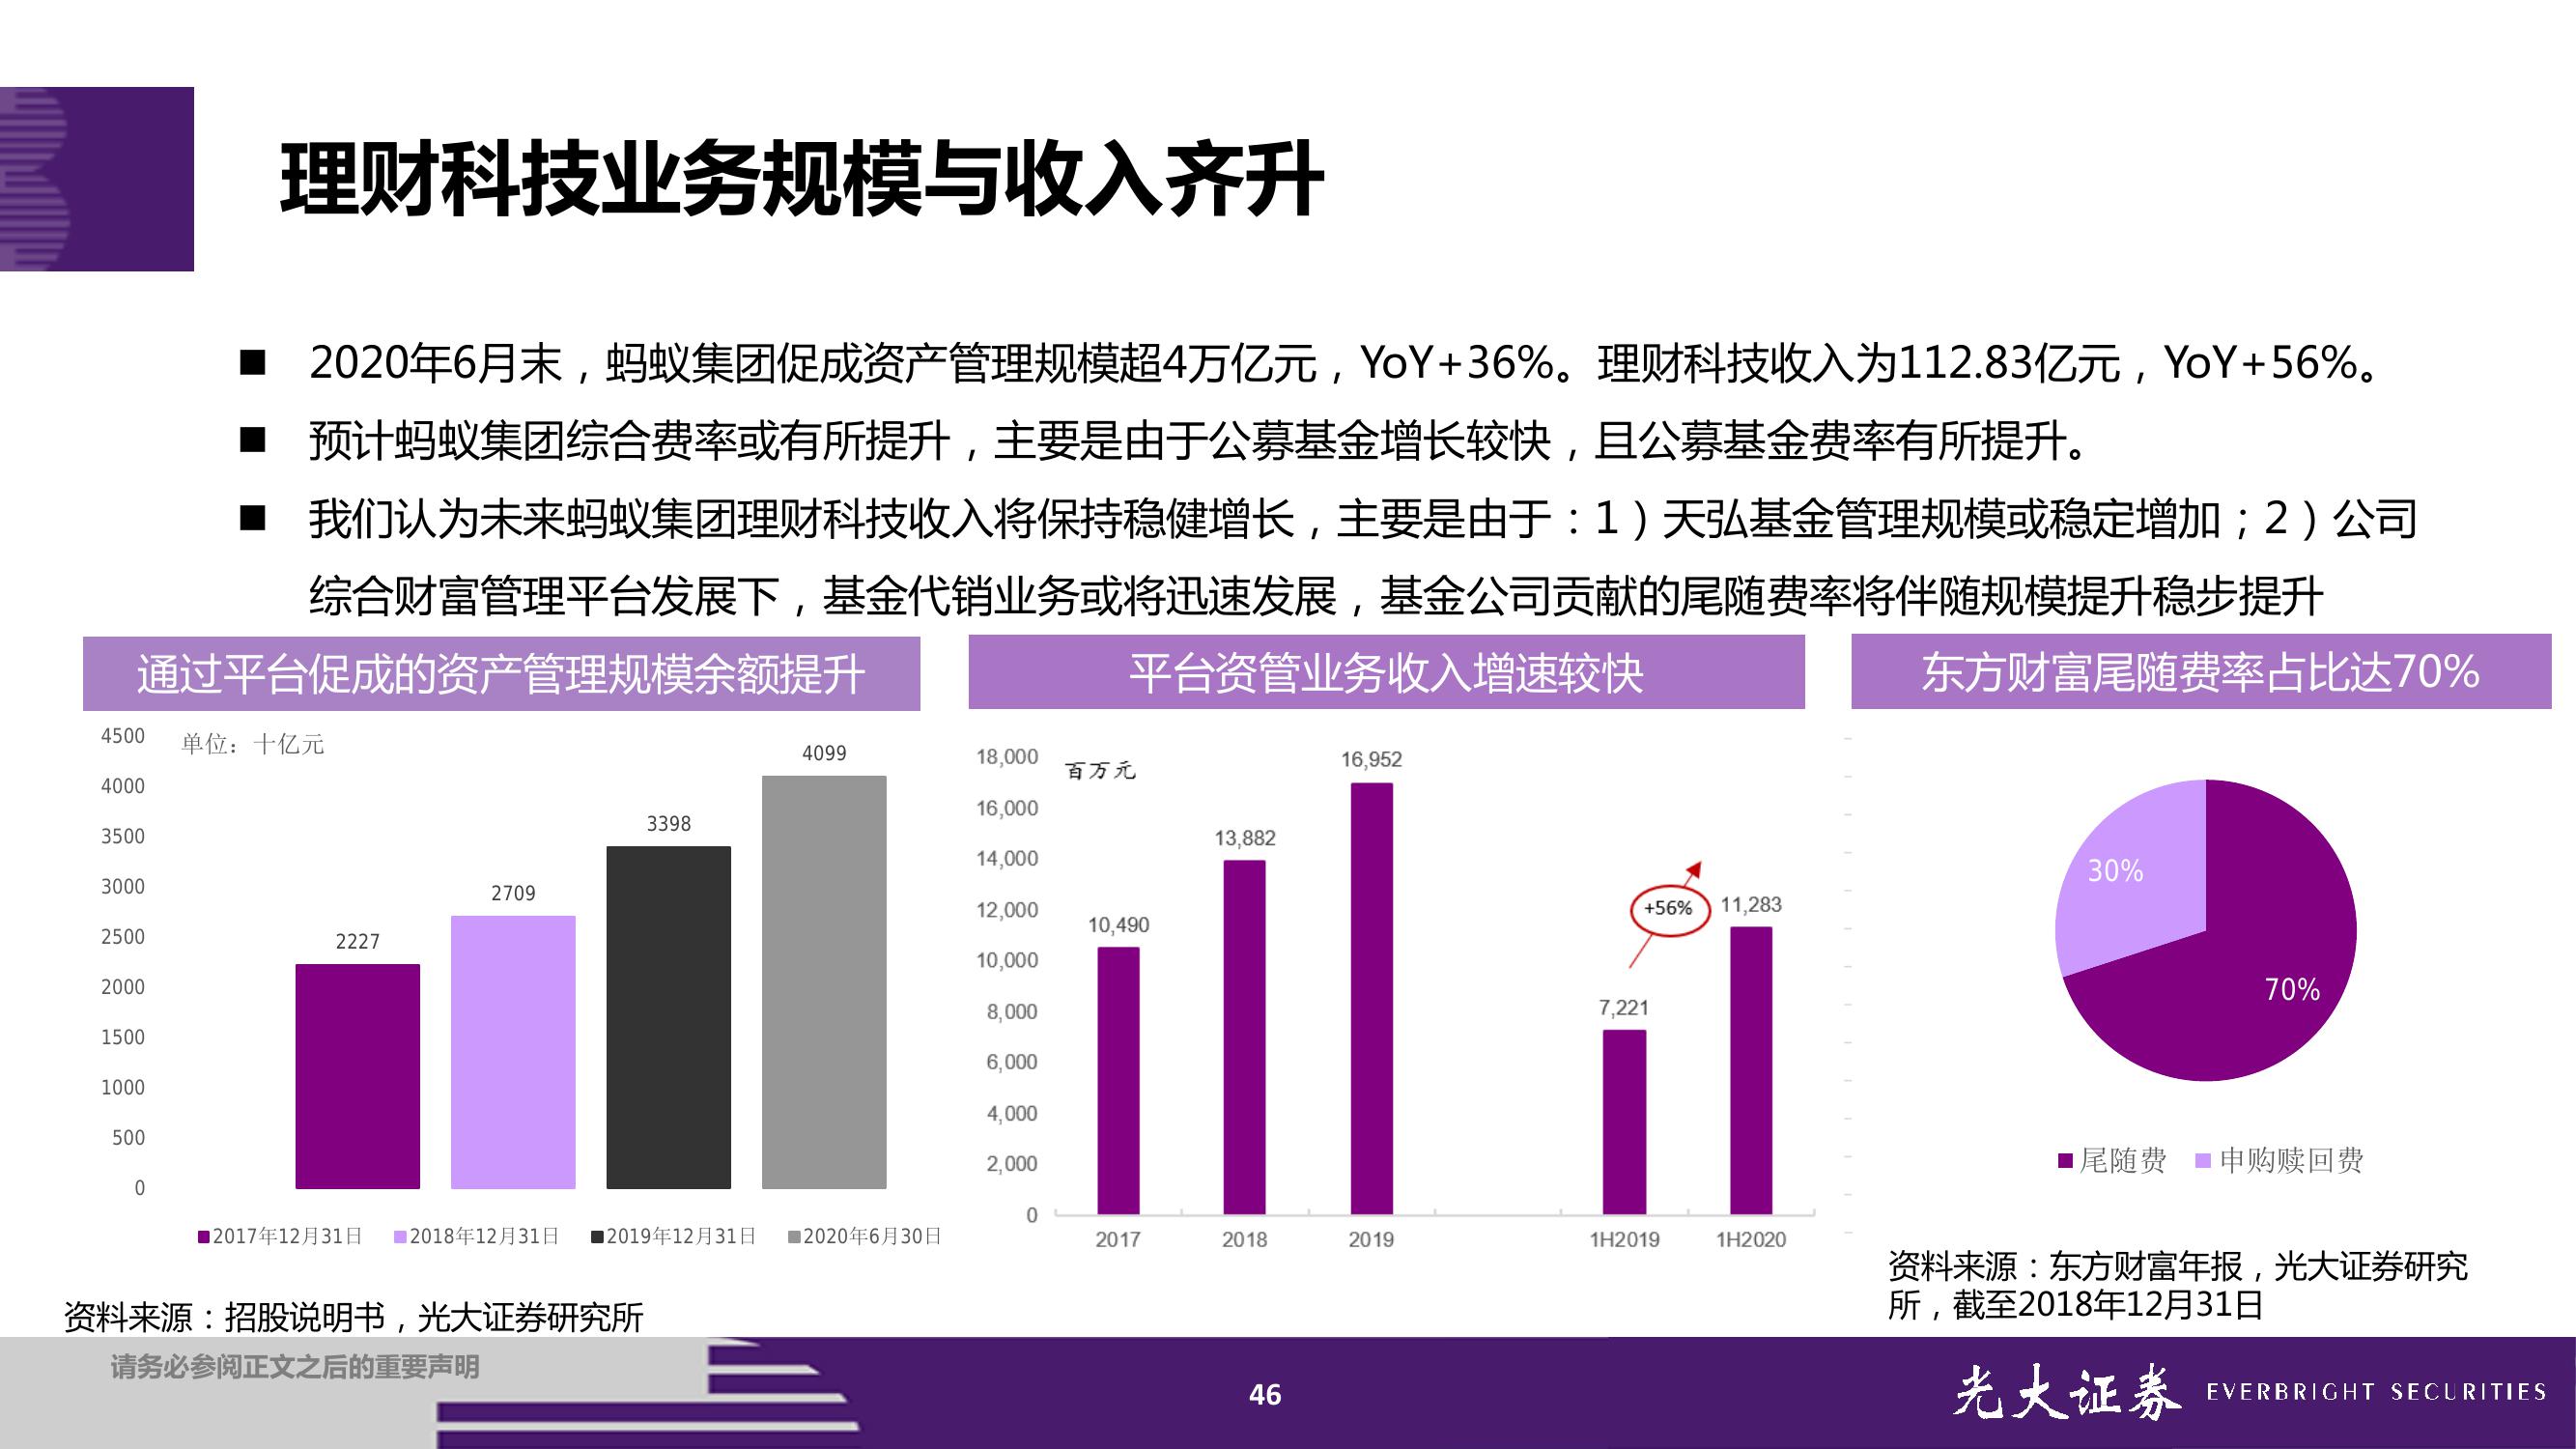 理财科技业务规模与收入齐升
■ 2020年6月末，蚂蚁集团促成资产管理规模超4万亿元，YoY+36%。理财科技收入为112.83亿元，YoY+56%。
■ 预计蚂蚁集团综合费率或有所提升，主要是由于公募基金增长较快，且公募基金费率有所提升。
■ 我们认为未来蚂蚁集团理财科技收入将保持稳健增长，主要是由于：1）天弘基金管理规模或稳定增加；2）公司
综合财富管理平台发展下，基金代销业务或将迅速发展，基金公司贡献的尾随费率将伴随规模提升稳步提升
通过平台促成的资产管理规模余额提升
单位：十亿元
4500
4000
3500
3000
2500
2000
1500
1000
500
0
2227
2709
3398
4099
2017年12月31日 2018年12月31日 2019年12月31日 2020年6月30日
资料来源：招股说明书，光大证券研究所
平台资管业务收入增速较快
百万元
18,000
16,000
14,000
12,000
10,000
8,000
6,000
4,000
2,000
0
10,490
13,882
16,952
7,221
+56%
11,283
2017 2018 2019 1H2019 1H2020
东方财富尾随费率占比达70%
30%
70%
尾随费 申购赎回费
资料来源：东方财富年报，光大证券研究
所，截至2018年12月31日
请务必参阅正文之后的重要声明
46
光大证券 EVERBRIGHT SECURITIES